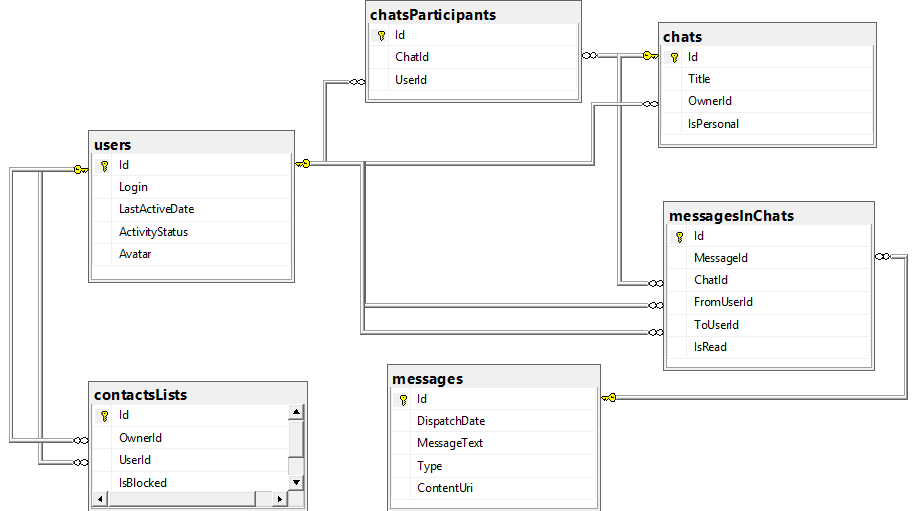 chatsParticipants
Id
ChatId
UserId
chats
Id
Title
OwnerId
IsPersonal
users
Id
Login
LastActiveDate
ActivityStatus
Avatar
messagesInChats
Id
MessageId
ChatId
FromUserId
ToUserId
IsRead
contactsLists
Id
OwnerId
UserId
IsBlocked
messages
Id
DispatchDate
MessageText
Type
ContentUri